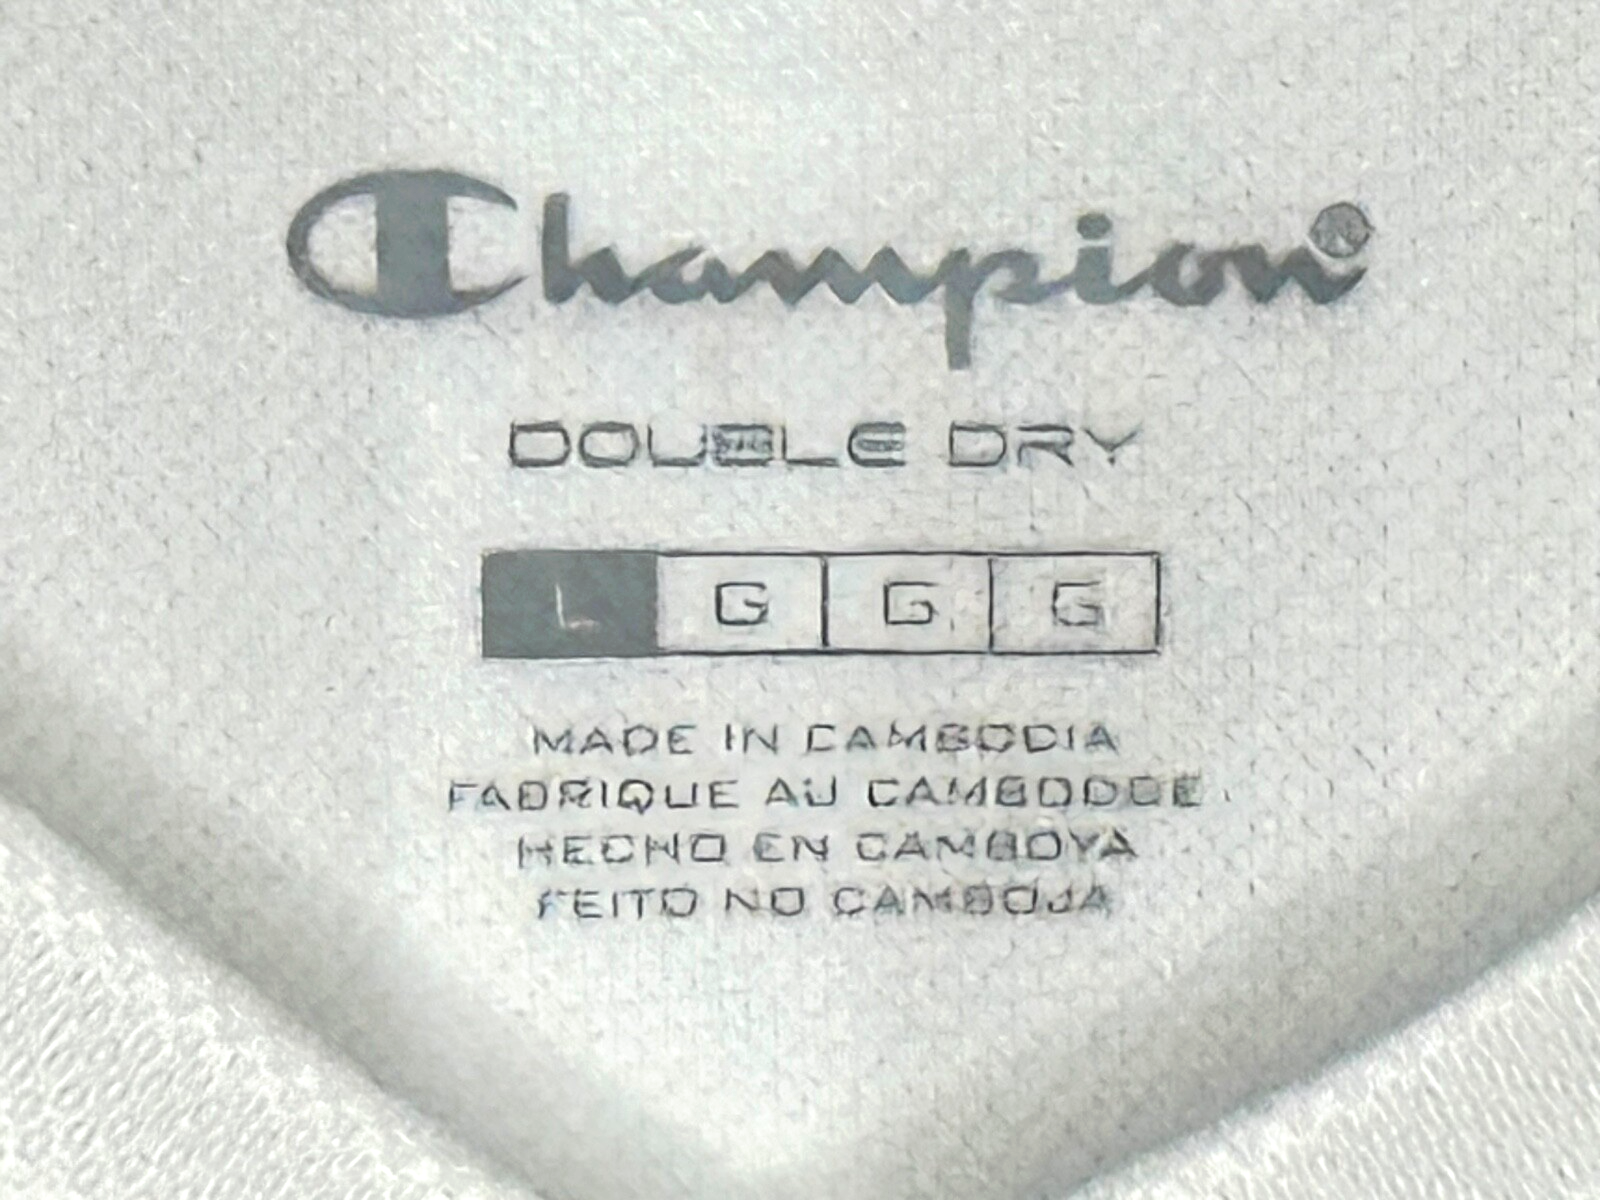 Champion®
DOUBLE DRY
L G G G
MADE IN CAMBODIA
FABRIQUE AU CAMBODGE
HECHO EN CAMBOYA
FEITO NO CAMBOJA